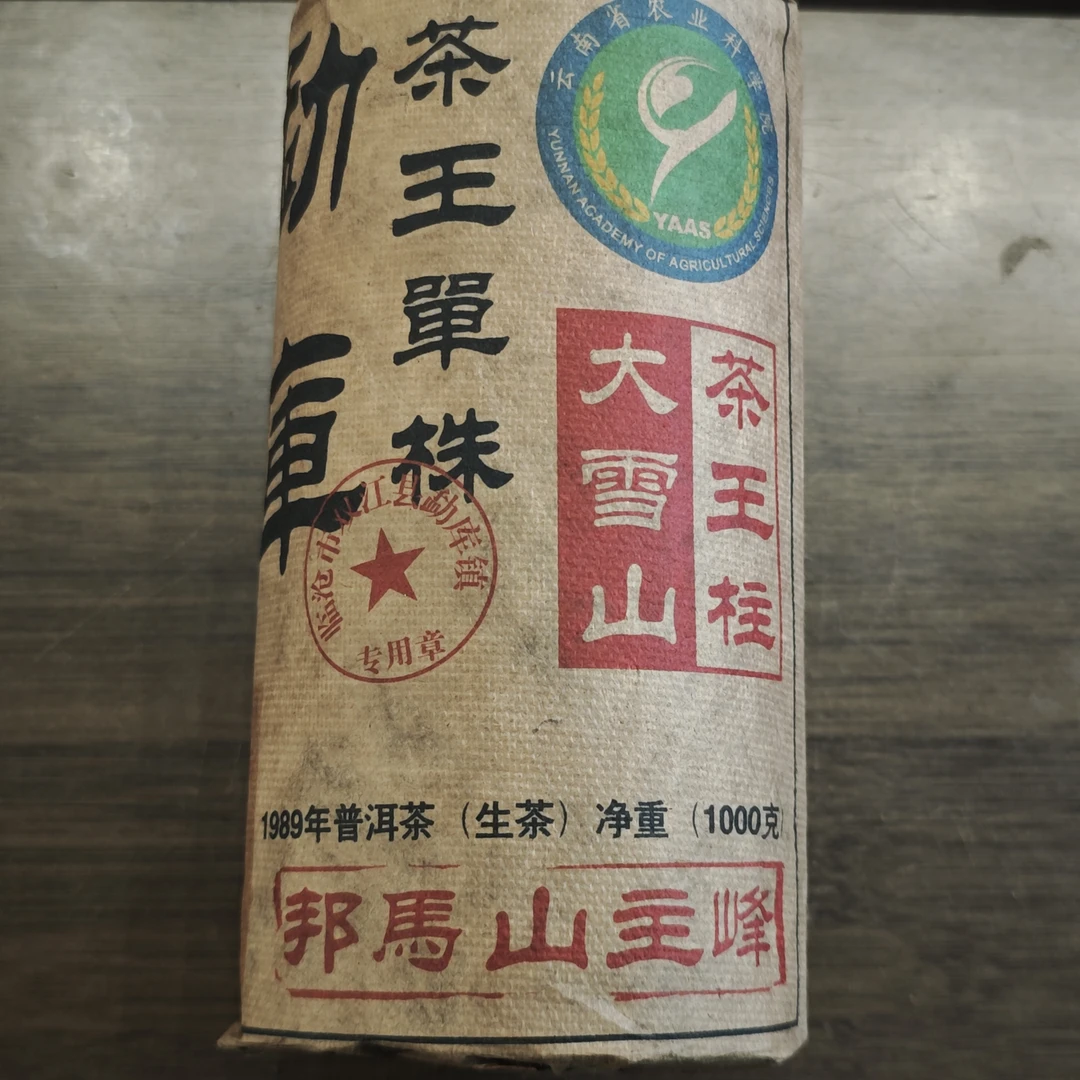 勐庫
茶王單株
云南省农业科学院
YUNNAN ACADEMY OF AGRICULTURAL SCIENCES
YAAS
大雪山
茶王柱
临沧市双江县勐库镇
专用章
1989年普洱茶（生茶）净重（1000克）
邦馬山主峰